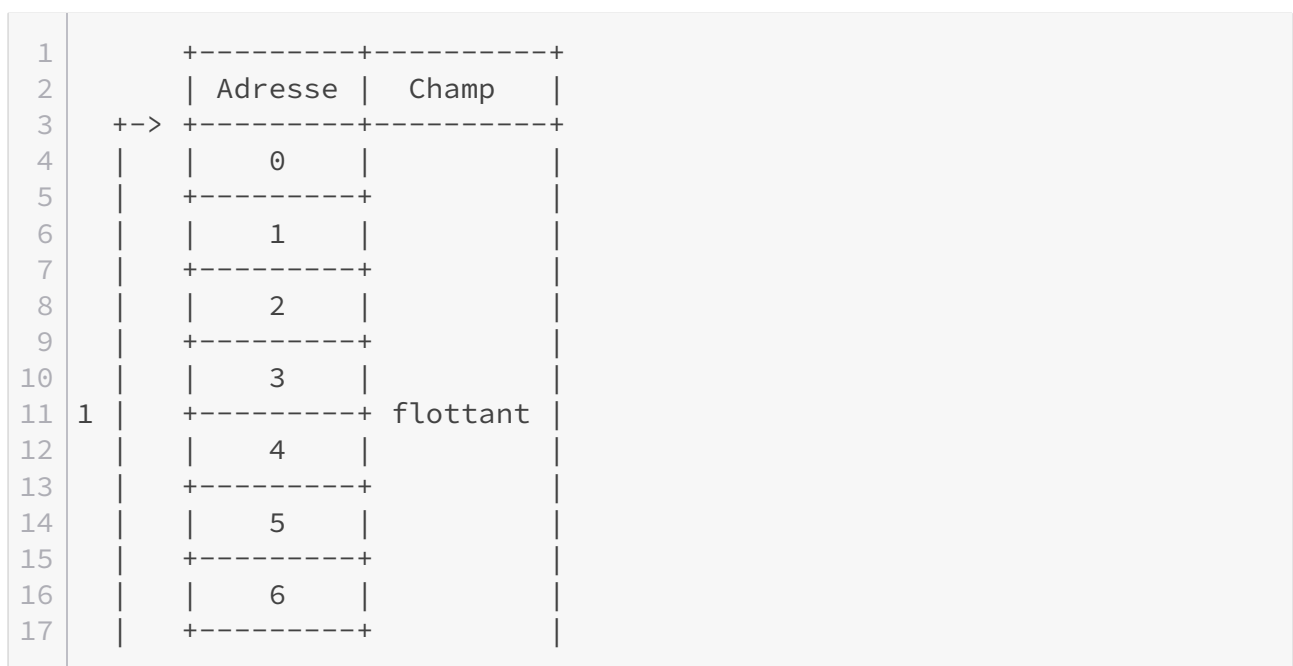 1        +---------+----------+
2        | Adresse |  Champ   |
3    +-> +---------+----------+
4    |   |    0    |          |
5    |   +---------+          |
6    |   |    1    |          |
7    |   +---------+          |
8    |   |    2    |          |
9    |   +---------+          |
10   |   |    3    |          |
11 1 |   +---------+ flottant |
12   |   |    4    |          |
13   |   +---------+          |
14   |   |    5    |          |
15   |   +---------+          |
16   |   |    6    |          |
17   |   +---------+          |